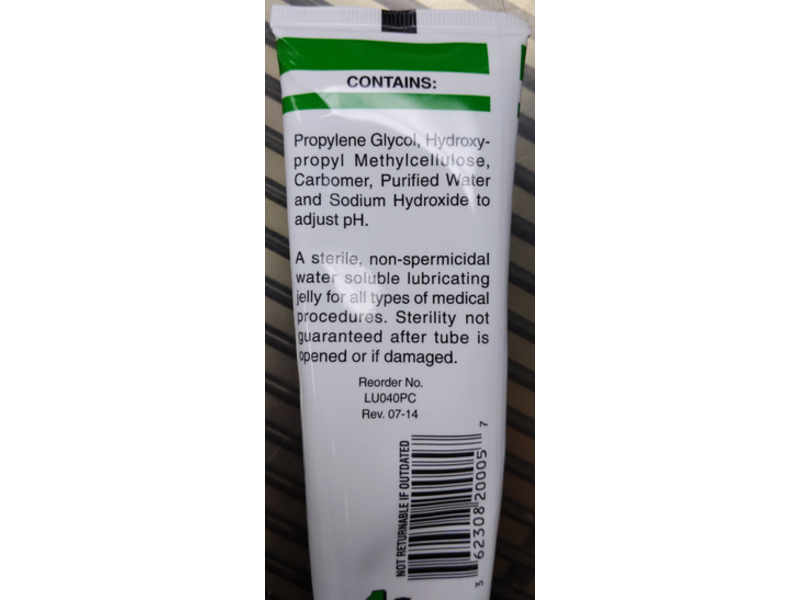 CONTAINS:
Propylene Glycol, Hydroxy-
propyl Methylcellulose,
Carbomer, Purified Water
and Sodium Hydroxide to
adjust pH.
A sterile, non-spermicidal
water soluble lubricating
jelly for all types of medical
procedures. Sterility not
guaranteed after tube is
opened or if damaged.
Reorder No.
LU040PC
Rev. 07-14
NOT RETURNABLE IF OUTDATED
3 62308 20005 7